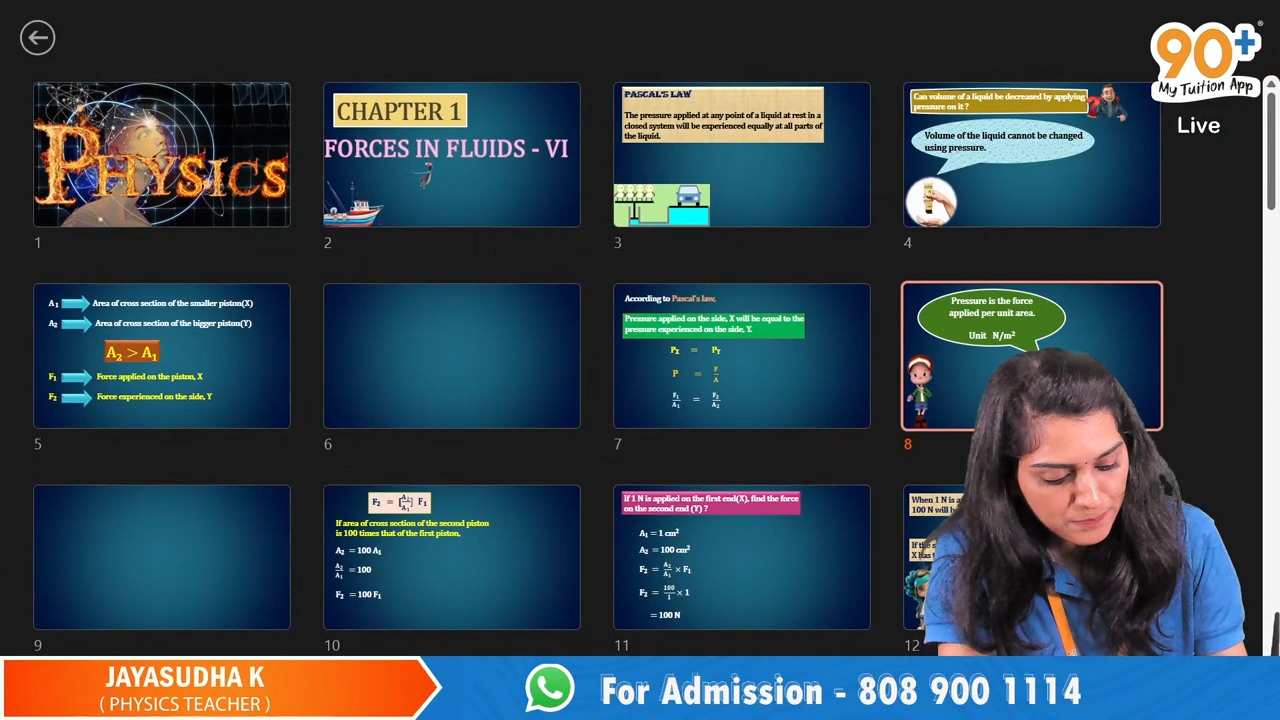 90+
My Tuition App
Live
PHYSICS
1
CHAPTER 1
FORCES IN FLUIDS - VI
2
PASCAL'S LAW
The pressure applied at any point of a liquid at rest in a
closed system will be experienced equally at all parts of
the liquid.
3
Can volume of a liquid be decreased by applying
pressure on it ?
Volume of the liquid cannot be changed
using pressure.
4
A₁ Area of cross section of the smaller piston(X)
A₂ Area of cross section of the bigger piston(Y)
A₂ > A₁
F₁ Force applied on the piston, X
F₂ Force experienced on the side, Y
5
6
According to Pascal's law,
Pressure applied on the side, X will be equal to the
pressure experienced on the side, Y.
PX = PY
P = F/A
F₁/A₁ = F₂/A₂
7
Pressure is the force
applied per unit area.
Unit N/m²
8
9
F₂ = [A₂/A₁] F₁
If area of cross section of the second piston
is 100 times that of the first piston,
A₂ = 100 A₁
A₂/A₁ = 100
F₂ = 100 F₁
10
If 1 N is applied on the first end(X), find the force
on the second end (Y) ?
A₁ = 1 cm²
A₂ = 100 cm²
F₂ = A₂/A₁ × F₁
F₂ = 100/1 × 1
= 100 N
11
When 1 N is
100 N will
If the
X has
12
JAYASUDHA K
( PHYSICS TEACHER )
For Admission - 808 900 1114